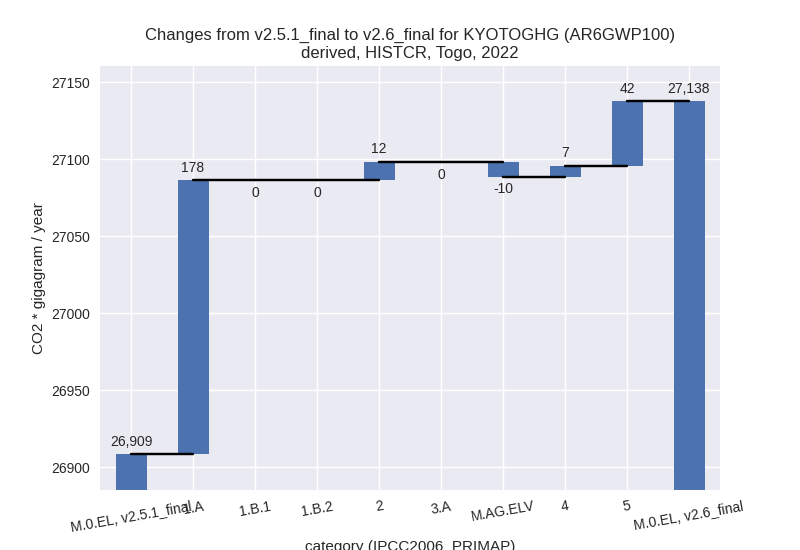 Changes from v2.5.1_final to v2.6_final for KYOTOGHG (AR6GWP100)
derived, HISTCR, Togo, 2022
CO2 * gigagram / year
27150
27100
27050
27000
26950
26900
26,909
178
0
0
12
0
-10
7
42
27,138
M.0.EL, v2.5.1_final
1.A
1.B.1
1.B.2
2
3.A
M.AG.ELV
4
5
M.0.EL, v2.6_final
category (IPCC2006_PRIMAP)